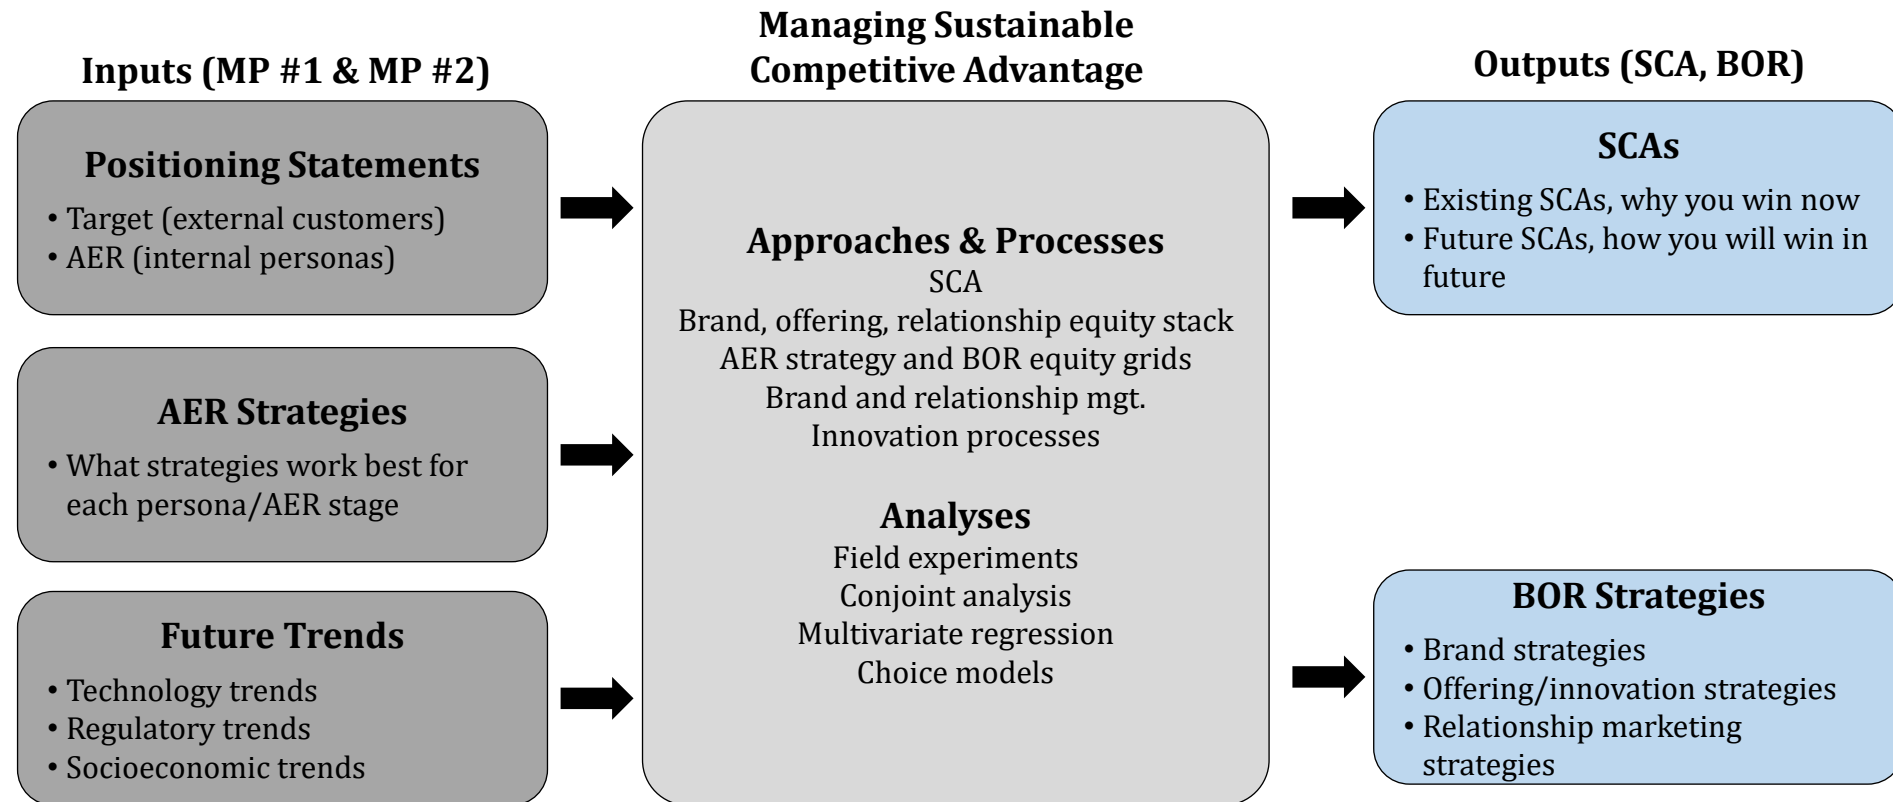 Inputs (MP #1 & MP #2)
Positioning Statements
• Target (external customers)
• AER (internal personas)
AER Strategies
• What strategies work best for
each persona/AER stage
Future Trends
• Technology trends
• Regulatory trends
• Socioeconomic trends
Managing Sustainable
Competitive Advantage
Approaches & Processes
SCA
Brand, offering, relationship equity stack
AER strategy and BOR equity grids
Brand and relationship mgt.
Innovation processes
Analyses
Field experiments
Conjoint analysis
Multivariate regression
Choice models
Outputs (SCA, BOR)
SCAs
• Existing SCAs, why you win now
• Future SCAs, how you will win in
future
BOR Strategies
• Brand strategies
• Offering/innovation strategies
• Relationship marketing
strategies